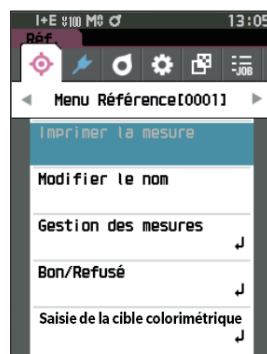 I+E M0 13:05
Réf.
JOB
Menu Référence[0001]
Imprimer la mesure
Modifier le nom
Gestion des mesures
Bon/Refusé
Saisie de la cible colorimétrique